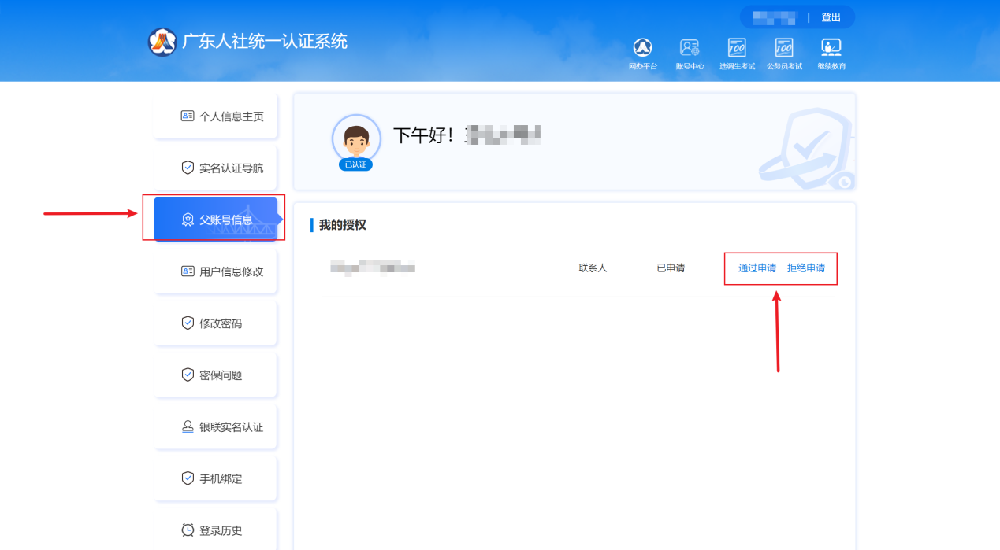 登出
广东人社统一认证系统
网办平台
账号中心
选调生考试
公务员考试
继续教育
个人信息主页
实名认证导航
父账号信息
用户信息修改
修改密码
密保问题
银联实名认证
手机绑定
登录历史
下午好！
已认证
我的授权
联系人 已申请 通过申请 拒绝申请